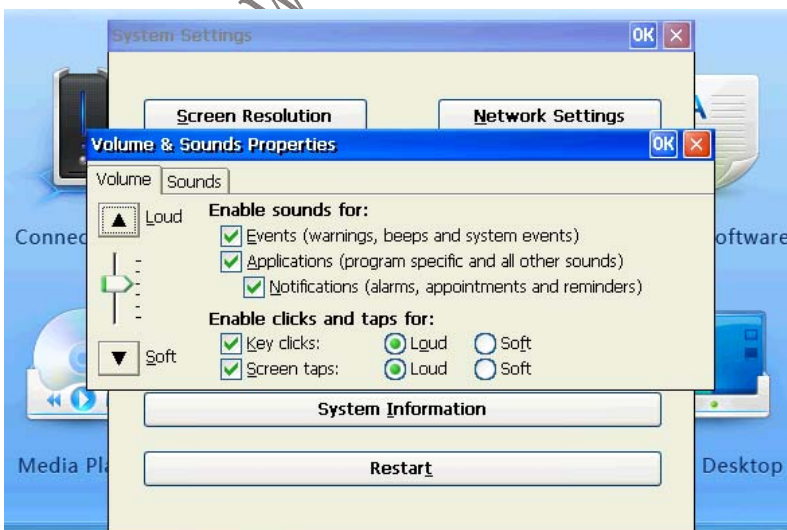 W
System Settings OK
Screen Resolution Network Settings
Volume & Sounds Properties OK
Volume Sounds
Loud
Enable sounds for:
Events (warnings, beeps and system events)
Applications (program specific and all other sounds)
Notifications (alarms, appointments and reminders)
Enable clicks and taps for:
Key clicks: Loud Soft
Screen taps: Loud Soft
Soft
Connec
oftware
A
System Information
Restart
Media Pl
Desktop